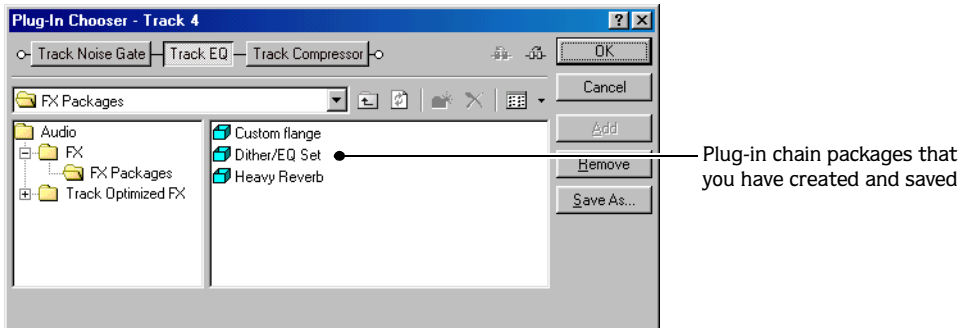 Plug-In Chooser - Track 4
Track Noise Gate Track EQ Track Compressor
OK
FX Packages
Cancel
Audio
FX
FX Packages
Track Optimized FX
Custom flange
Dither/EQ Set
Heavy Reverb
Add
Remove
Save As...
Plug-in chain packages that
you have created and saved